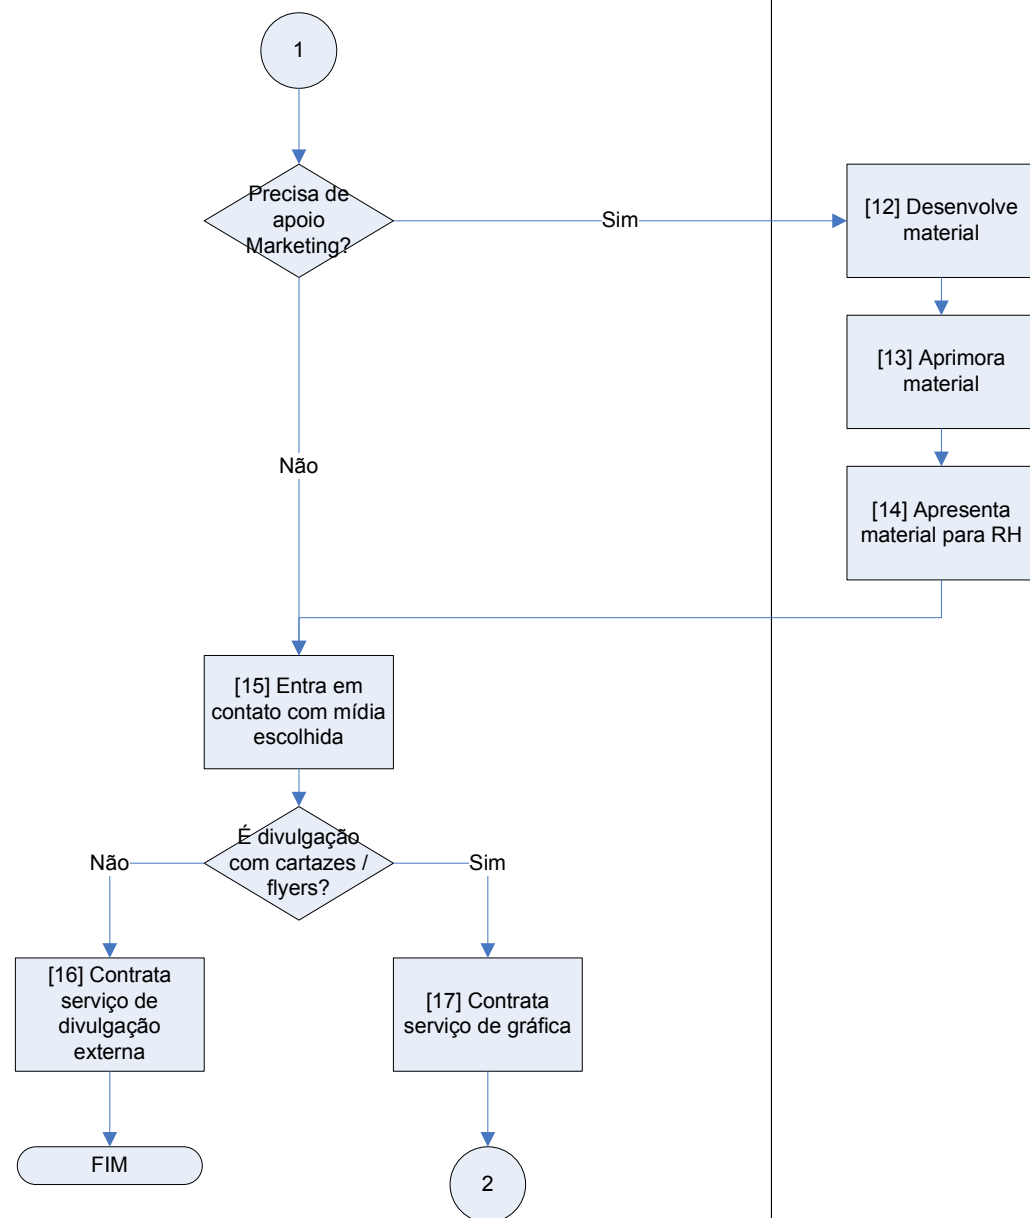 1
Precisa de
apoio
Marketing?
Sim
[12] Desenvolve
material
[13] Aprimora
material
Não
[14] Apresenta
material para RH
[15] Entra em
contato com mídia
escolhida
É divulgação
com cartazes /
flyers?
Não
Sim
[16] Contrata
serviço de
divulgação
externa
[17] Contrata
serviço de gráfica
FIM
2